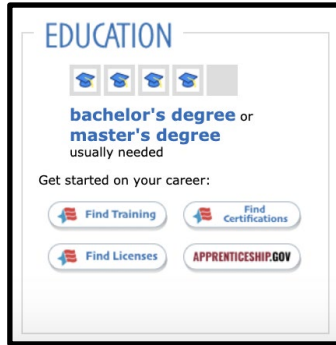 EDUCATION
bachelor's degree or
master's degree
usually needed
Get started on your career:
Find Training
Find
Certifications
Find Licenses
APPRENTICESHIP.GOV